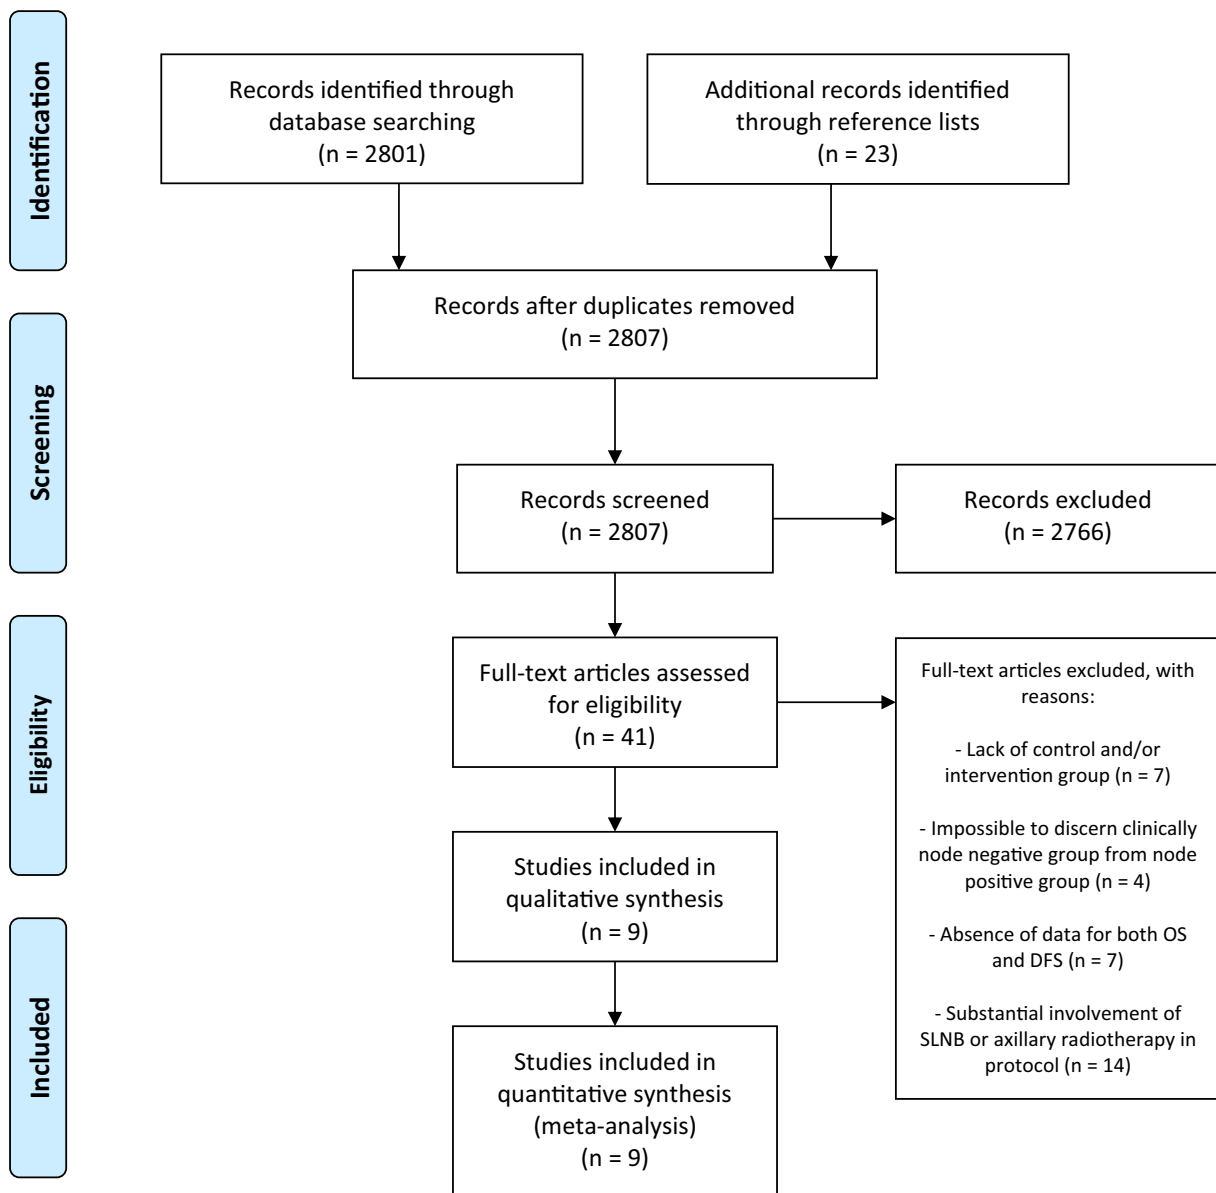 Identification
Records identified through
database searching
(n = 2801)
Additional records identified
through reference lists
(n = 23)
Records after duplicates removed
(n = 2807)
Screening
Records screened
(n = 2807)
Records excluded
(n = 2766)
Eligibility
Full-text articles assessed
for eligibility
(n = 41)
Full-text articles excluded, with
reasons:
- Lack of control and/or
intervention group (n = 7)
- Impossible to discern clinically
node negative group from node
positive group (n = 4)
- Absence of data for both OS
and DFS (n = 7)
- Substantial involvement of
SLNB or axillary radiotherapy in
protocol (n = 14)
Studies included in
qualitative synthesis
(n = 9)
Included
Studies included in
quantitative synthesis
(meta-analysis)
(n = 9)